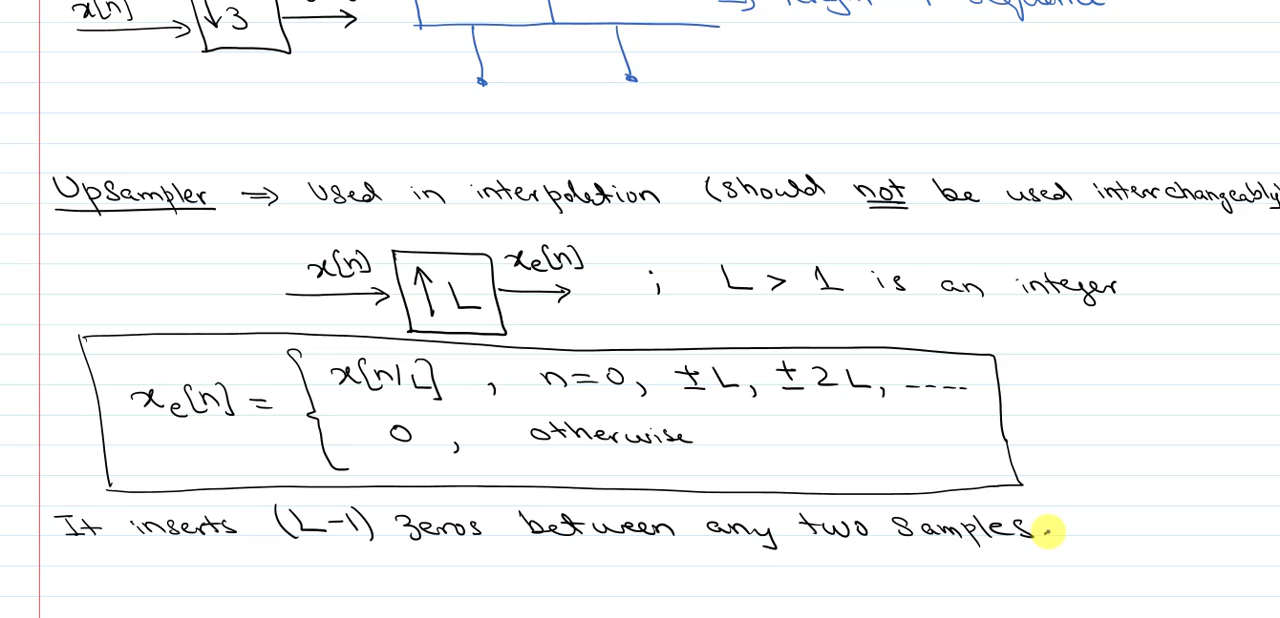 x[n] ↓3
Upsampler ⇒ Used in interpolation (should not be used interchangeably)
x[n] ↑L xe[n] ; L > 1 is an integer
xe[n] = { x[n/L] , n=0, ±L, ±2L, ----
0 , otherwise
It inserts (L-1) zeros between any two samples.